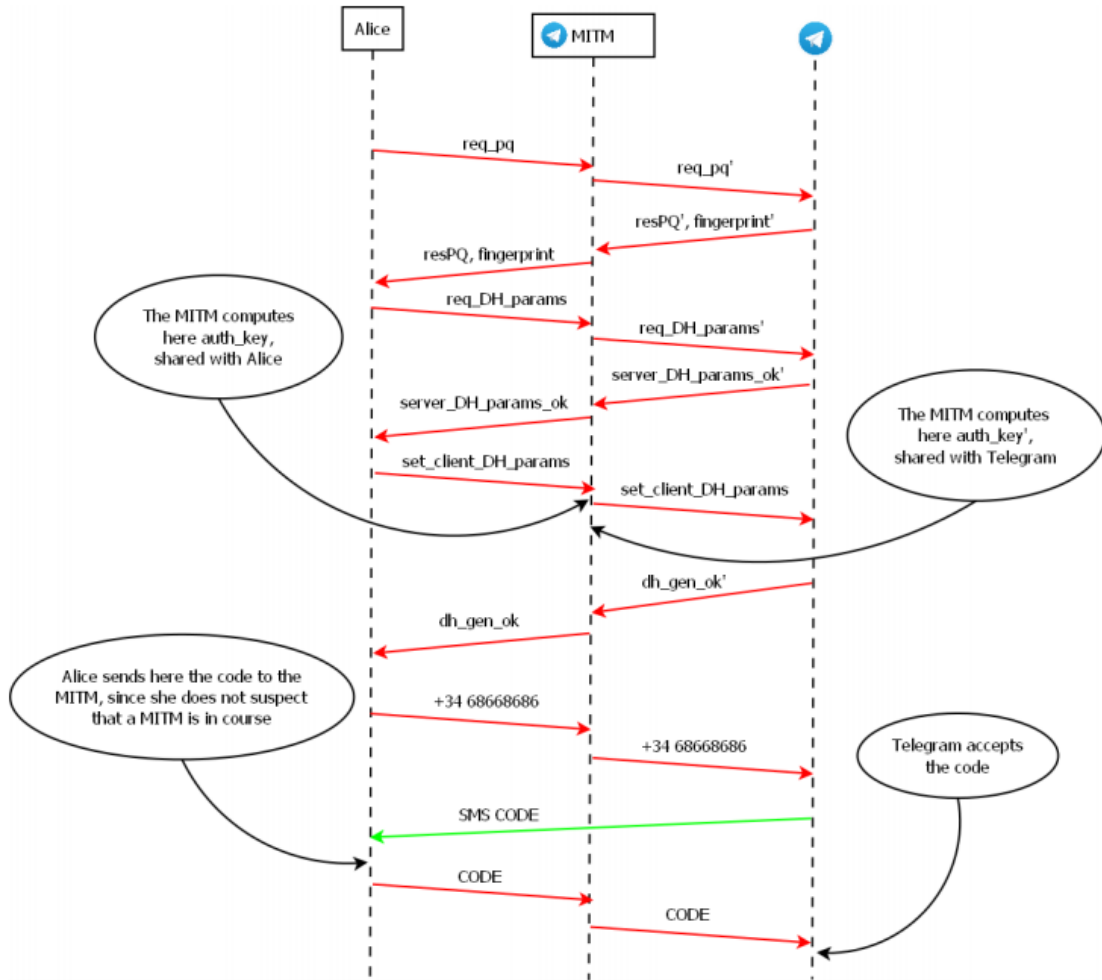 Alice
MITM
req_pq
req_pq'
resPQ', fingerprint'
resPQ, fingerprint
req_DH_params
The MITM computes
here auth_key,
shared with Alice
req_DH_params'
server_DH_params_ok'
server_DH_params_ok
The MITM computes
here auth_key',
shared with Telegram
set_client_DH_params
set_client_DH_params
dh_gen_ok'
dh_gen_ok
Alice sends here the code to the
MITM, since she does not suspect
that a MITM is in course
+34 68668686
+34 68668686
Telegram accepts
the code
SMS CODE
CODE
CODE